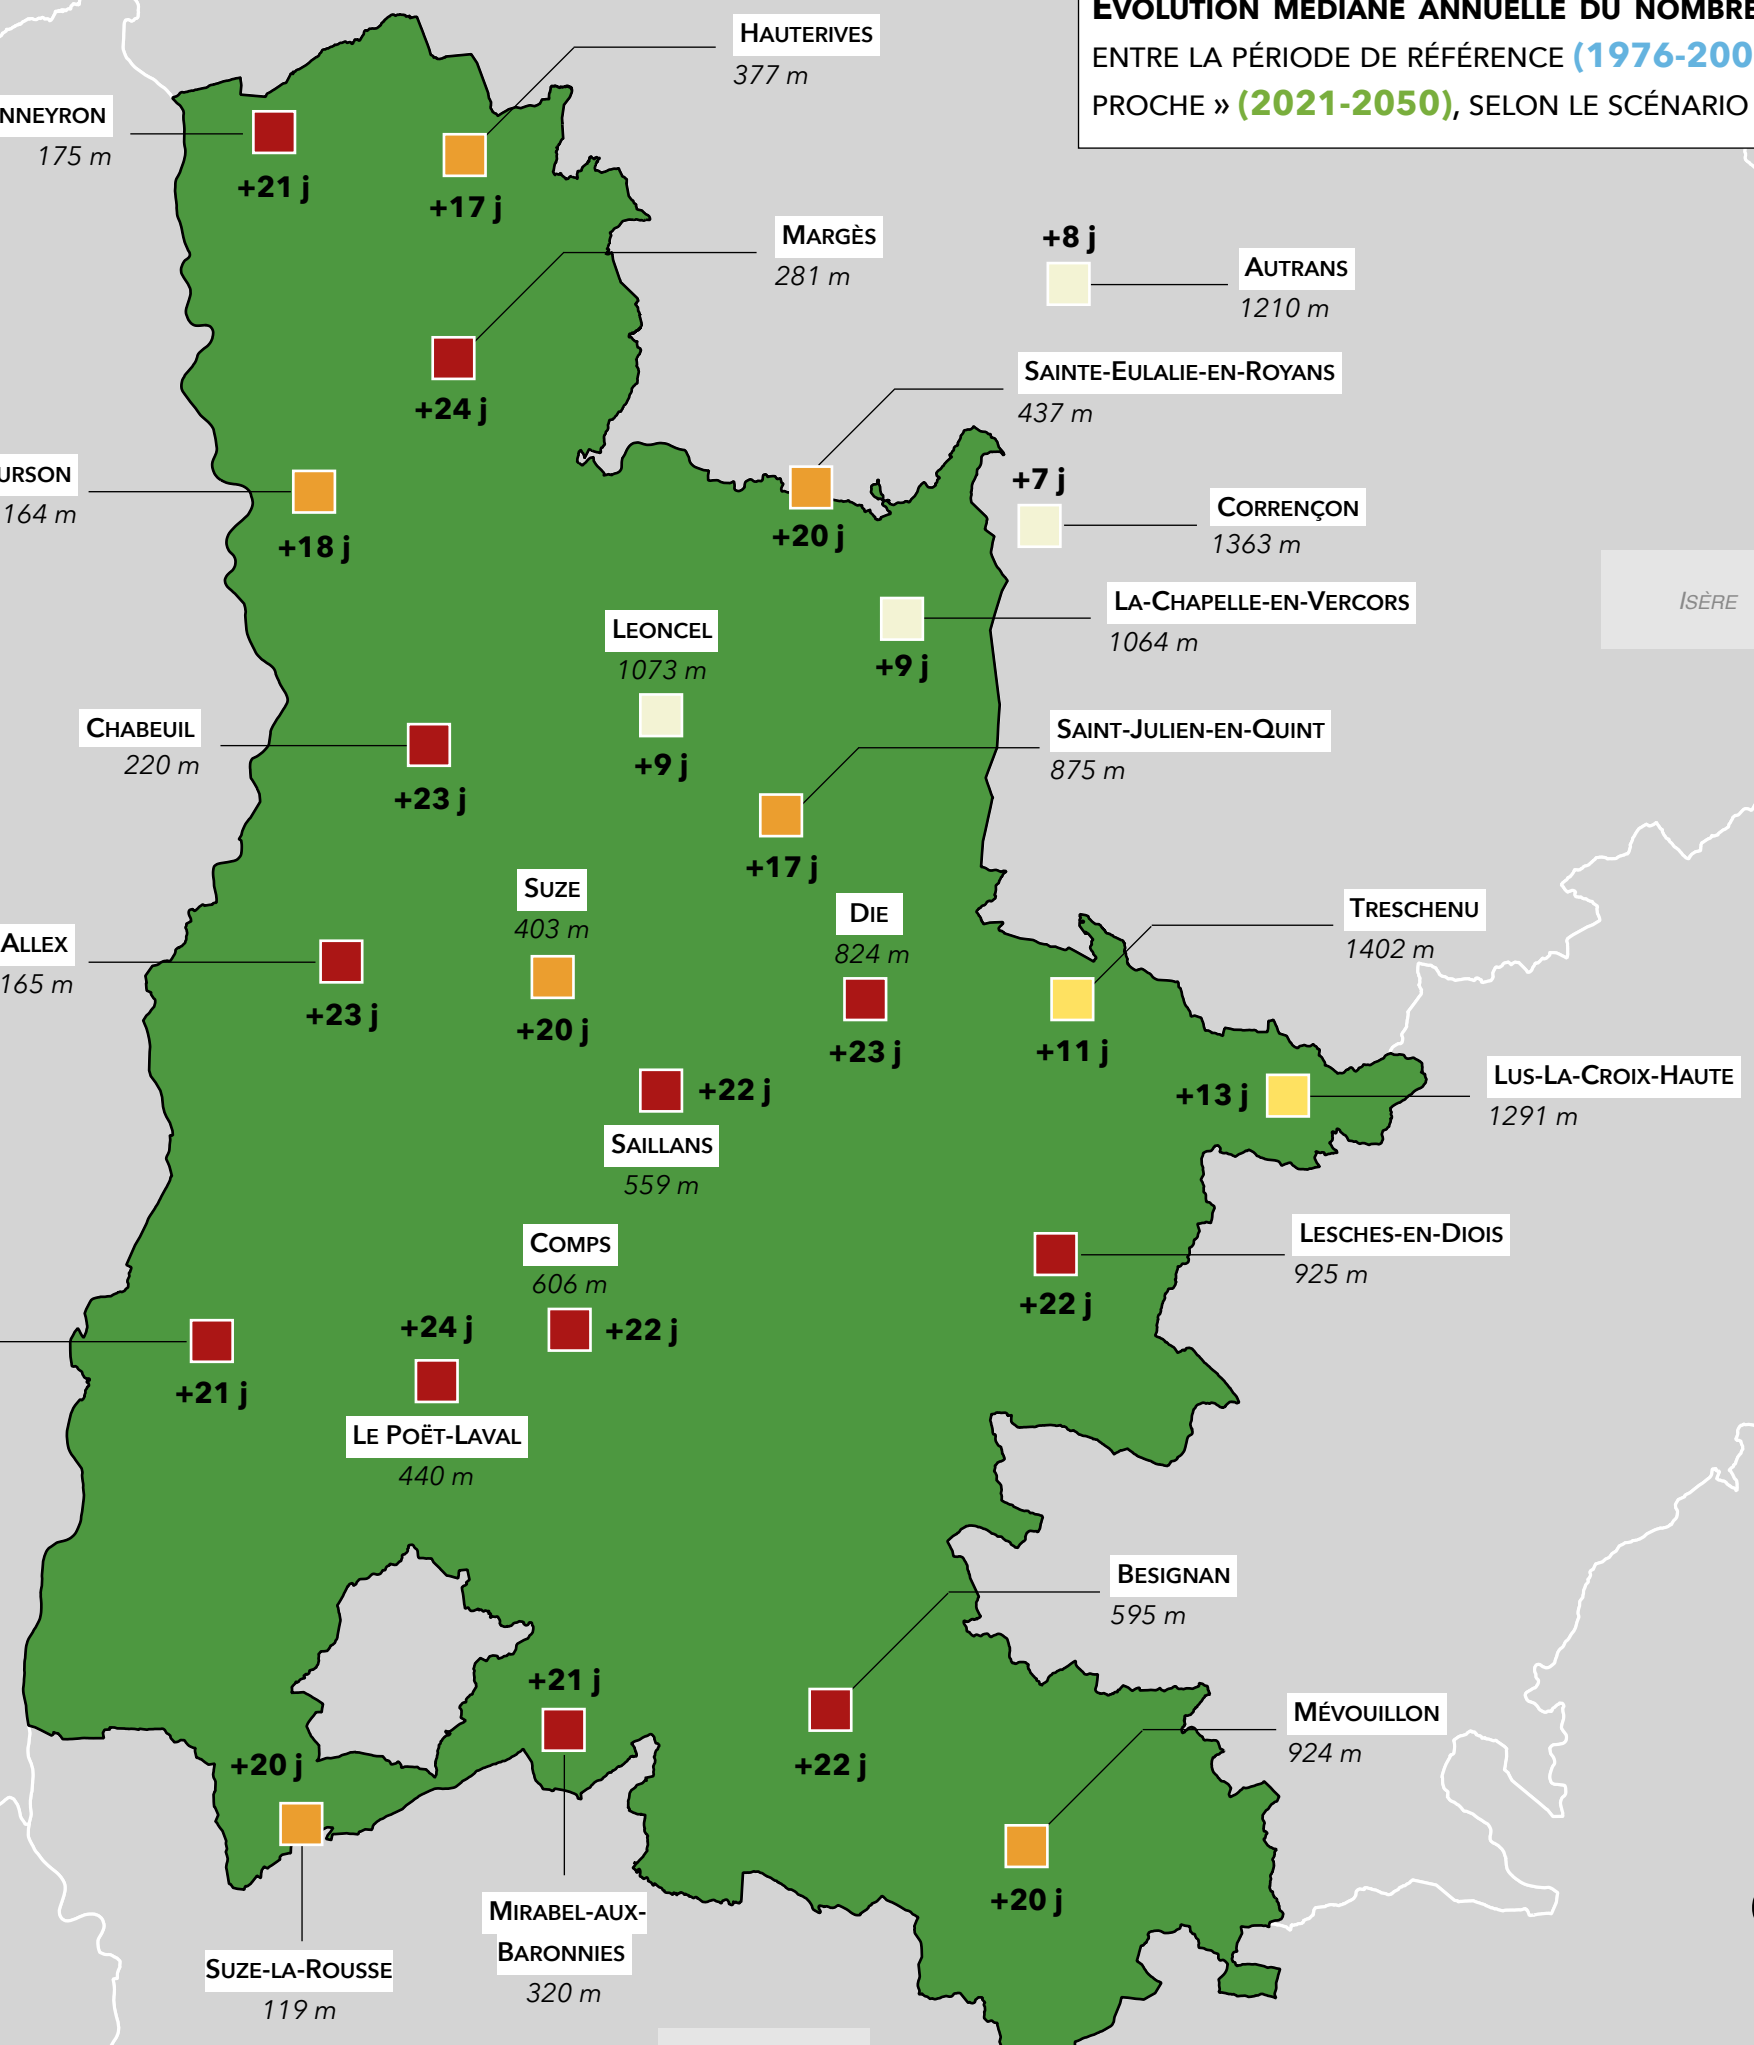 ÉVOLUTION MÉDIANE ANNUELLE DU NOMBRE
ENTRE LA PÉRIODE DE RÉFÉRENCE (1976-200
PROCHE » (2021-2050), SELON LE SCÉNARIO
HAUTERIVES
377 m
NNEYRON
175 m
+21 j
+17 j
MARGÈS
281 m
+8 j
AUTRANS
1210 m
+24 j
SAINTE-EULALIE-EN-ROYANS
437 m
URSON
164 m
+18 j
+20 j
+7 j
CORRENÇON
1363 m
ISÈRE
LA-CHAPELLE-EN-VERCORS
1064 m
+9 j
LEONCEL
1073 m
+9 j
CHABEUIL
220 m
+23 j
SAINT-JULIEN-EN-QUINT
875 m
+17 j
SUZE
403 m
+20 j
DIE
824 m
+23 j
TRESCHENU
1402 m
+11 j
ALLEX
165 m
+23 j
+22 j
SAILLANS
559 m
+13 j
LUS-LA-CROIX-HAUTE
1291 m
COMPS
606 m
+22 j
LESCHES-EN-DIOIS
925 m
+22 j
+21 j
+24 j
LE POËT-LAVAL
440 m
BESIGNAN
595 m
+22 j
+21 j
MIRABEL-AUX-
BARONNIES
320 m
MÉVOUILLON
924 m
+20 j
+20 j
SUZE-LA-ROUSSE
119 m